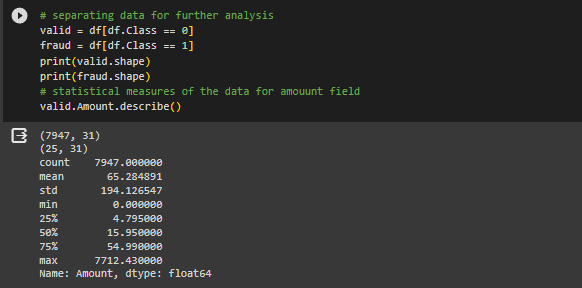 # separating data for further analysis
valid = df[df.Class == 0]
fraud = df[df.Class == 1]
print(valid.shape)
print(fraud.shape)
# statistical measures of the data for amouunt field
valid.Amount.describe()
(7947, 31)
(25, 31)
count    7947.000000
mean       65.284891
std       194.126547
min         0.000000
25%         4.795000
50%        15.950000
75%        54.990000
max      7712.430000
Name: Amount, dtype: float64